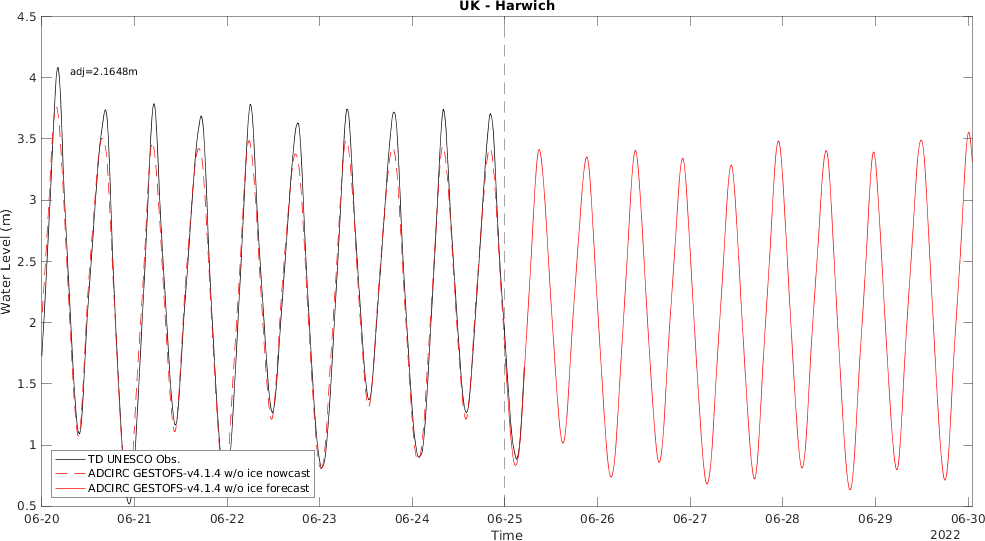 UK - Harwich
4.5
4
3.5
3
2.5
2
1.5
1
0.5
Water Level (m)
adj=2.1648m
TD UNESCO Obs.
ADCIRC GESTOFS-v4.1.4 w/o ice nowcast
ADCIRC GESTOFS-v4.1.4 w/o ice forecast
06-20 06-21 06-22 06-23 06-24 06-25 06-26 06-27 06-28 06-29 06-30
Time
2022